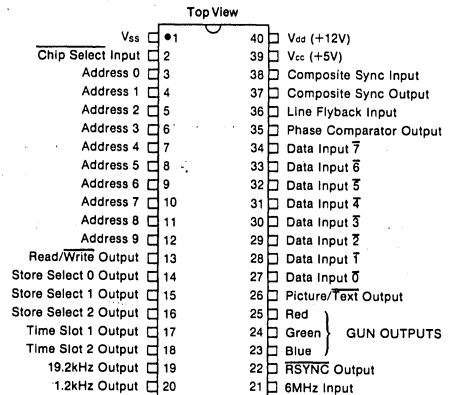 Top View
Vss 1 40 Vdd (+12V)
Chip Select Input 2 39 Vcc (+5V)
Address 0 3 38 Composite Sync Input
Address 1 4 37 Composite Sync Output
Address 2 5 36 Line Flyback Input
Address 3 6 35 Phase Comparator Output
Address 4 7 34 Data Input 7
Address 5 8 33 Data Input 6
Address 6 9 32 Data Input 5
Address 7 10 31 Data Input 4
Address 8 11 30 Data Input 3
Address 9 12 29 Data Input 2
Read/Write Output 13 28 Data Input 1
Store Select 0 Output 14 27 Data Input 0
Store Select 1 Output 15 26 Picture/Text Output
Store Select 2 Output 16 25 Red
Time Slot 1 Output 17 24 Green GUN OUTPUTS
Time Slot 2 Output 18 23 Blue
19.2kHz Output 19 22 RSYNC Output
1.2kHz Output 20 21 6MHz Input